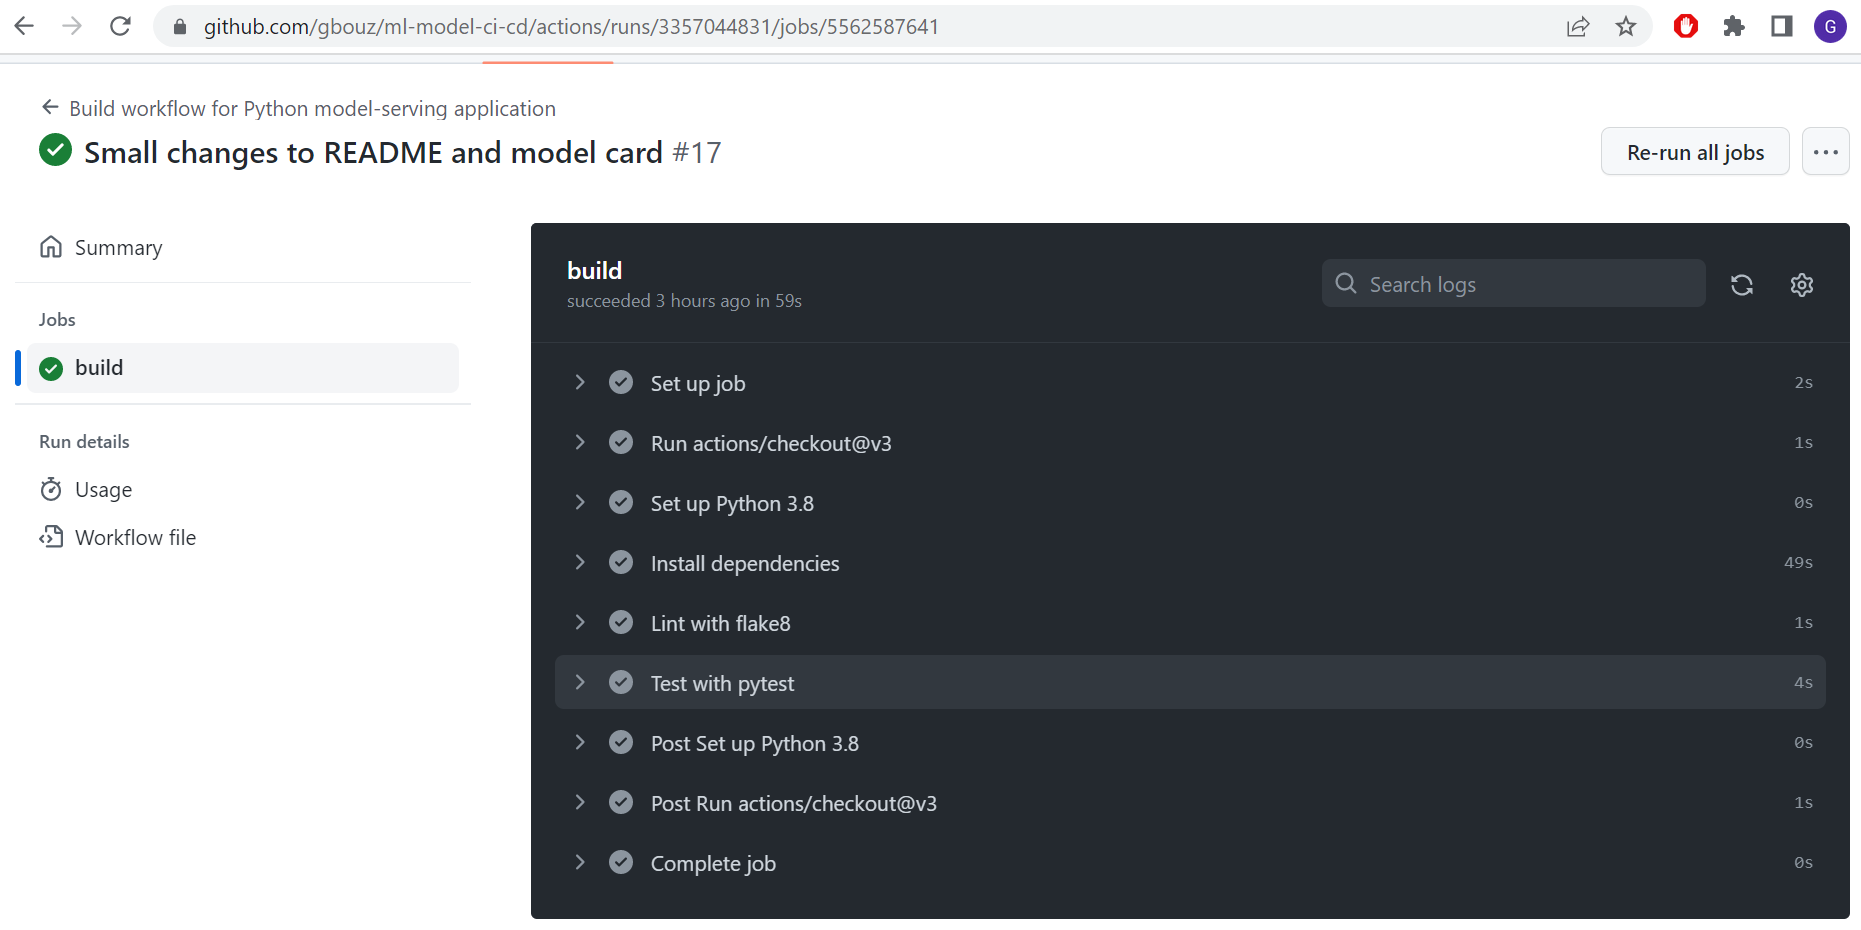 github.com/gbouz/ml-model-ci-cd/actions/runs/3357044831/jobs/5562587641
G
Build workflow for Python model-serving application
Small changes to README and model card #17
Re-run all jobs
Summary
Jobs
build
Run details
Usage
Workflow file
build
succeeded 3 hours ago in 59s
Search logs
Set up job 2s
Run actions/checkout@v3 1s
Set up Python 3.8 0s
Install dependencies 49s
Lint with flake8 1s
Test with pytest 4s
Post Set up Python 3.8 0s
Post Run actions/checkout@v3 1s
Complete job 0s